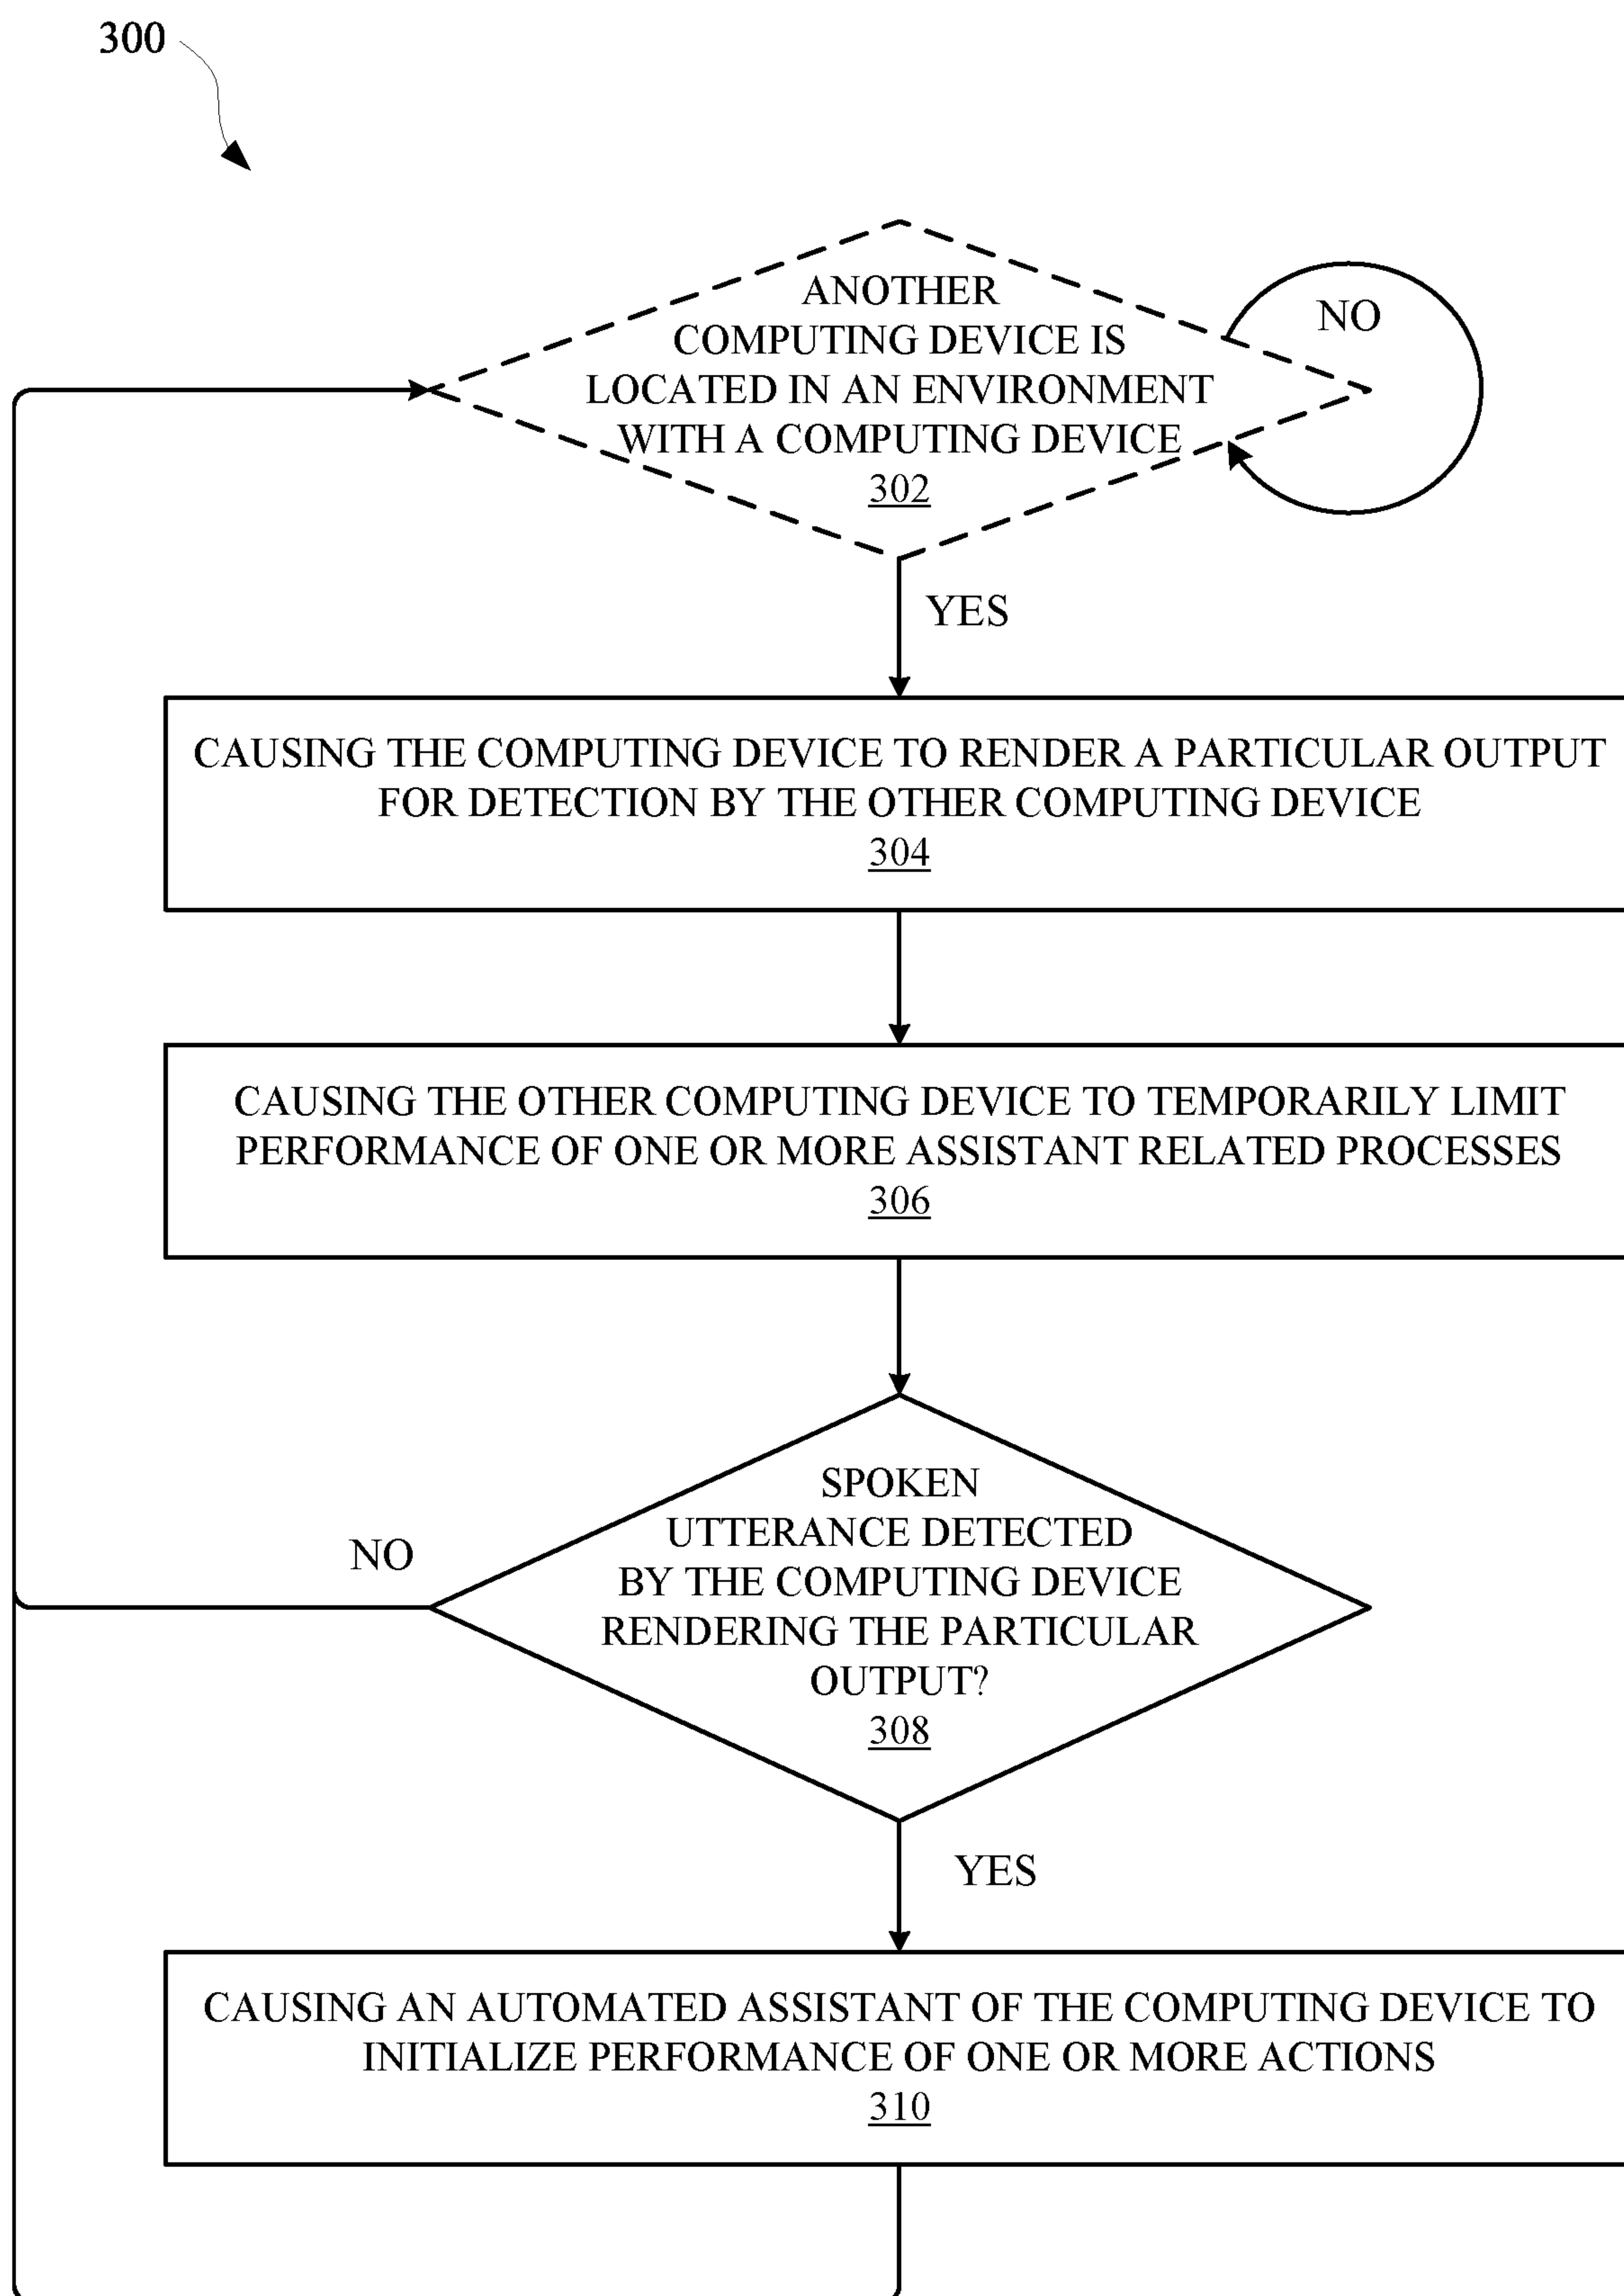 300
ANOTHER
COMPUTING DEVICE IS
LOCATED IN AN ENVIRONMENT
WITH A COMPUTING DEVICE
302
NO
YES
CAUSING THE COMPUTING DEVICE TO RENDER A PARTICULAR OUTPUT
FOR DETECTION BY THE OTHER COMPUTING DEVICE
304
CAUSING THE OTHER COMPUTING DEVICE TO TEMPORARILY LIMIT
PERFORMANCE OF ONE OR MORE ASSISTANT RELATED PROCESSES
306
SPOKEN
UTTERANCE DETECTED
BY THE COMPUTING DEVICE
RENDERING THE PARTICULAR
OUTPUT?
308
NO
YES
CAUSING AN AUTOMATED ASSISTANT OF THE COMPUTING DEVICE TO
INITIALIZE PERFORMANCE OF ONE OR MORE ACTIONS
310